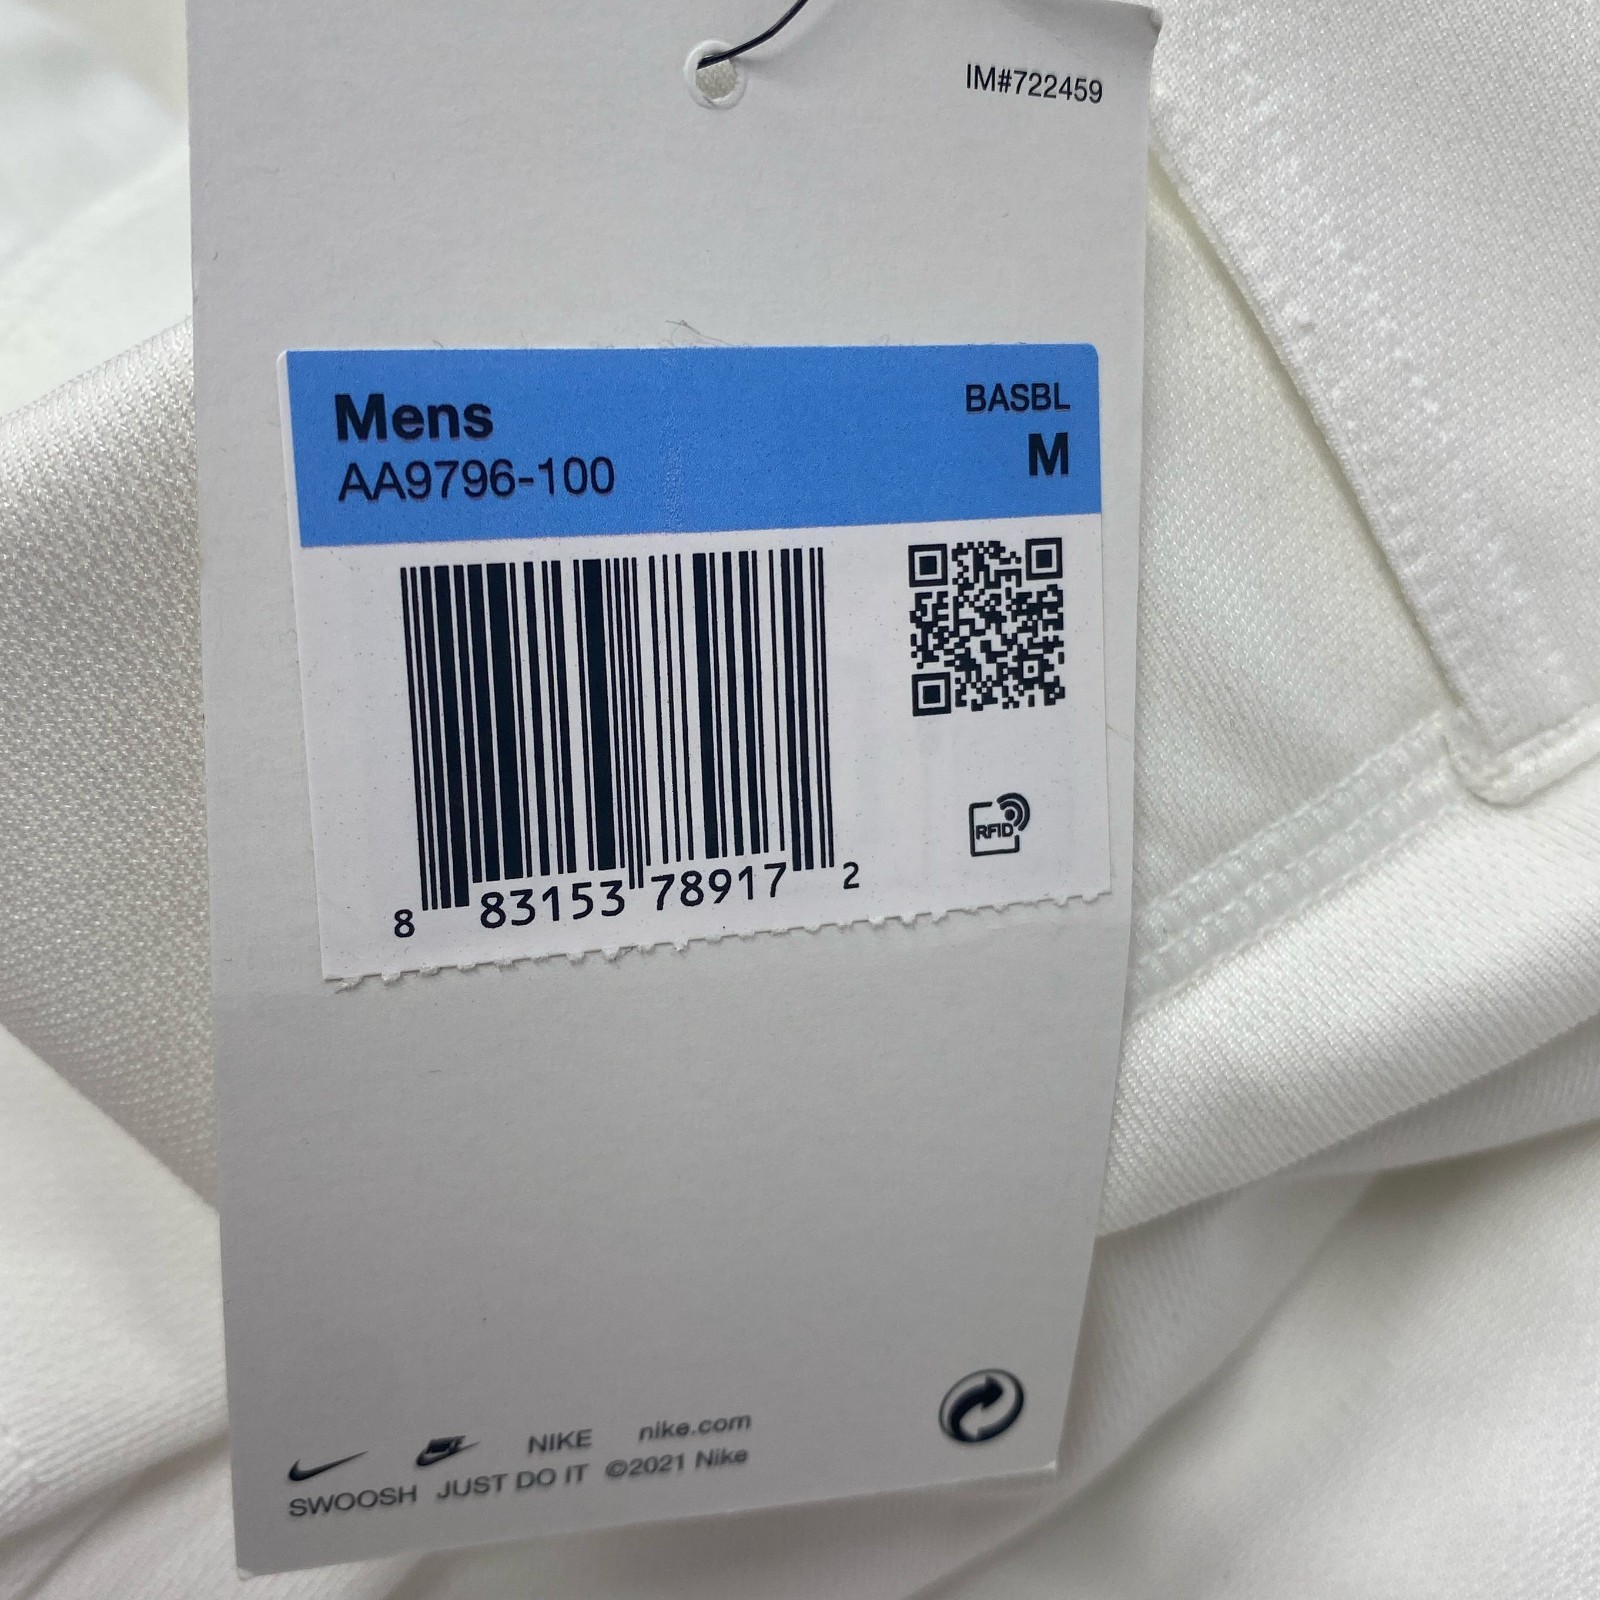 IM#722459
Mens
BASBL
AA9796-100
M
8 83153 78917 2
RFID
NIKE nike.com
SWOOSH JUST DO IT ©2021 Nike